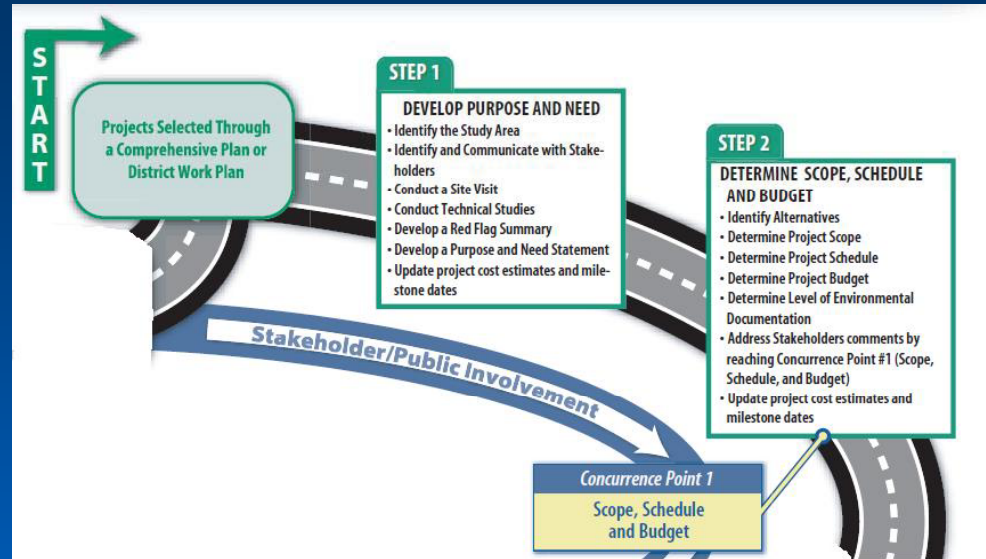 START
Projects Selected Through
a Comprehensive Plan or
District Work Plan
STEP 1
DEVELOP PURPOSE AND NEED
• Identify the Study Area
• Identify and Communicate with Stake-
holders
• Conduct a Site Visit
• Conduct Technical Studies
• Develop a Red Flag Summary
• Develop a Purpose and Need Statement
• Update project cost estimates and mile-
stone dates
STEP 2
DETERMINE SCOPE, SCHEDULE
AND BUDGET
• Identify Alternatives
• Determine Project Scope
• Determine Project Schedule
• Determine Project Budget
• Determine Level of Environmental
Documentation
• Address Stakeholders comments by
reaching Concurrence Point #1 (Scope,
Schedule, and Budget)
• Update project cost estimates and
milestone dates
Stakeholder/Public Involvement
Concurrence Point 1
Scope, Schedule
and Budget